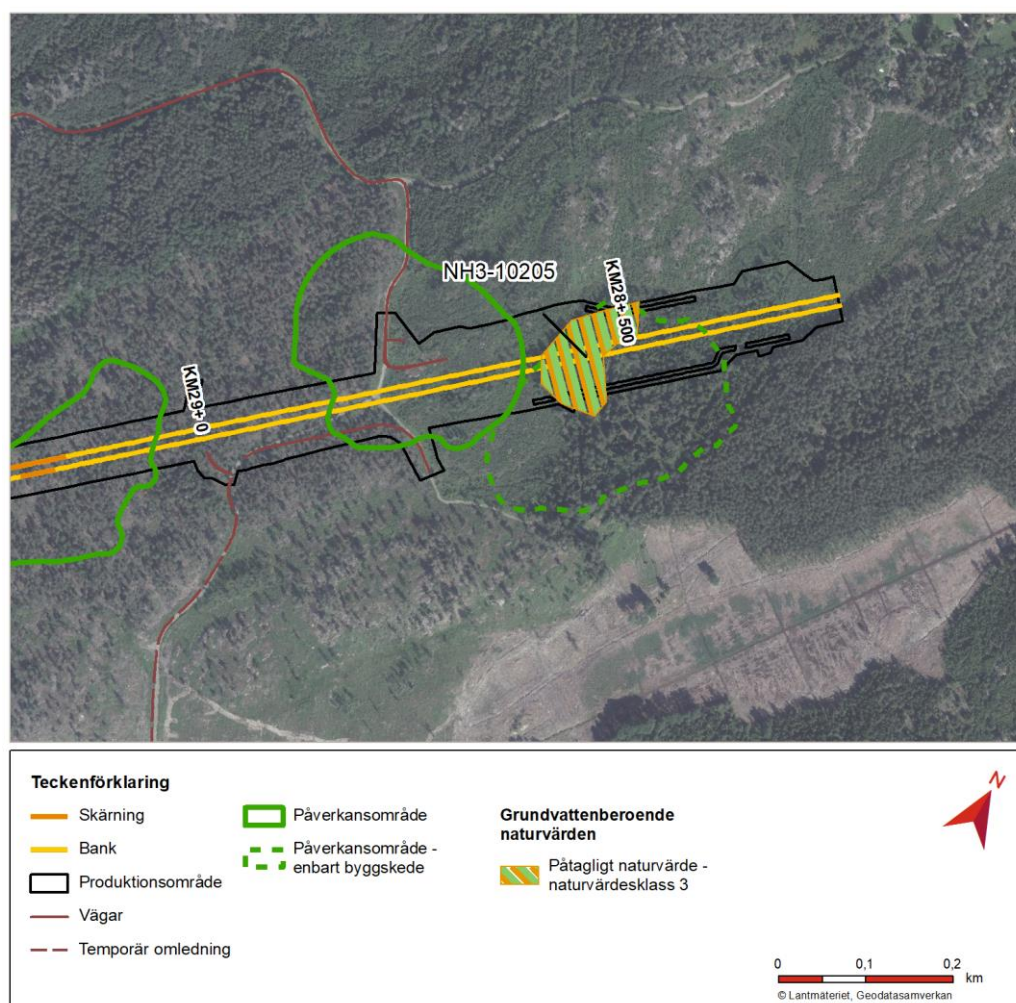 NH3-10205
KM28+ 500
KM29+ 0
Teckenförklaring
Skärning
Bank
Produktionsområde
Vägar
Temporär omledning
Påverkansområde
Påverkansområde -
enbart byggskede
Grundvattenberoende
naturvärden
Påtagligt naturvärde -
naturvärdesklass 3
N
0 0,1 0,2
km
© Lantmäteriet, Geodatasamverkan